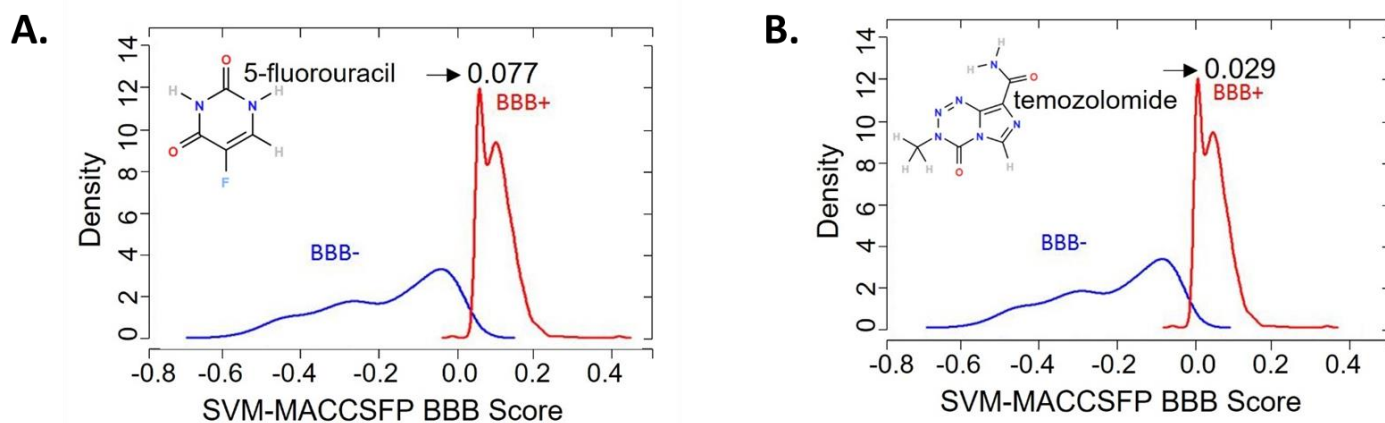 A.
14
12
10
8
6
4
2
0
Density
5-fluorouracil
0.077
BBB+
BBB-
O
H
N
N
H
O
H
F
-0.8
-0.6
-0.4
-0.2
0.0
0.2
0.4
SVM-MACCSFP BBB Score
B.
14
12
10
8
6
4
2
0
Density
temozolomide
0.029
BBB+
BBB-
H
H
N
O
N
N
N
N
N
H
C
H
H
O
H
-0.8
-0.6
-0.4
-0.2
0.0
0.2
0.4
SVM-MACCSFP BBB Score